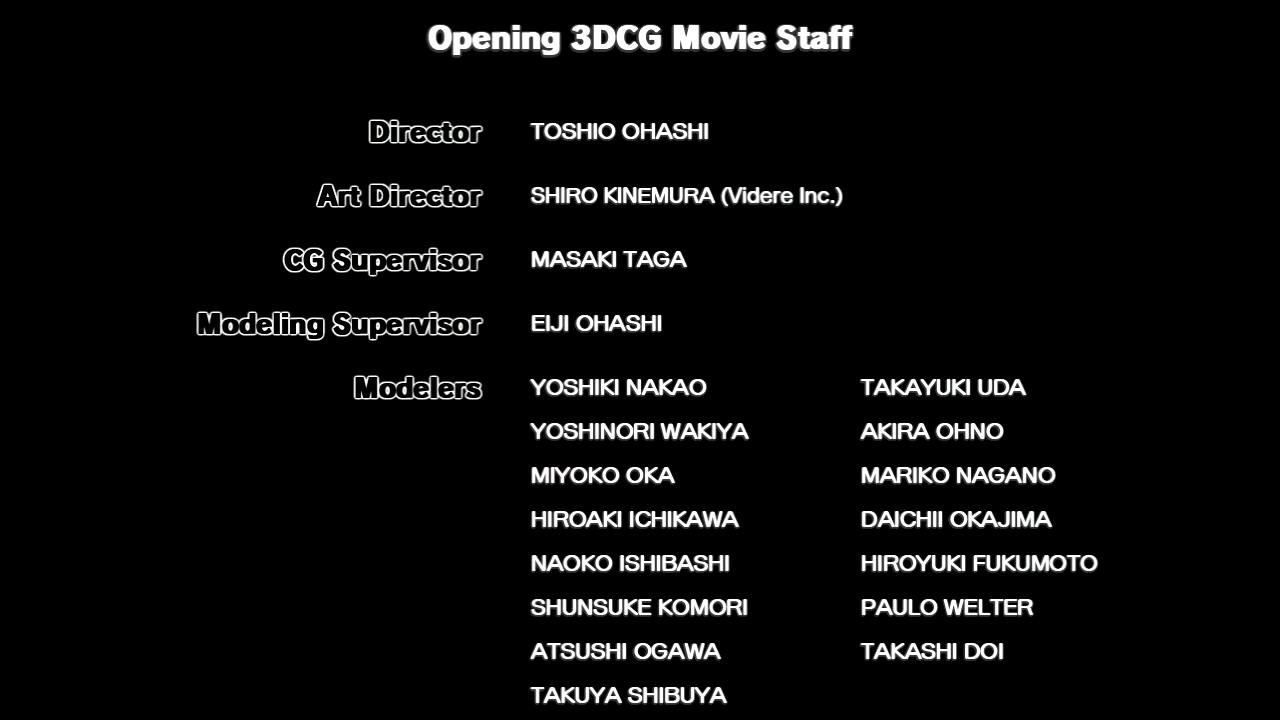 Opening 3DCG Movie Staff
Director TOSHIO OHASHI
Art Director SHIRO KINEMURA (Videre Inc.)
CG Supervisor MASAKI TAGA
Modeling Supervisor EIJI OHASHI
Modelers YOSHIKI NAKAO TAKAYUKI UDA
YOSHINORI WAKIYA AKIRA OHNO
MIYOKO OKA MARIKO NAGANO
HIROAKI ICHIKAWA DAICHII OKAJIMA
NAOKO ISHIBASHI HIROYUKI FUKUMOTO
SHUNSUKE KOMORI PAULO WELTER
ATSUSHI OGAWA TAKASHI DOI
TAKUYA SHIBUYA